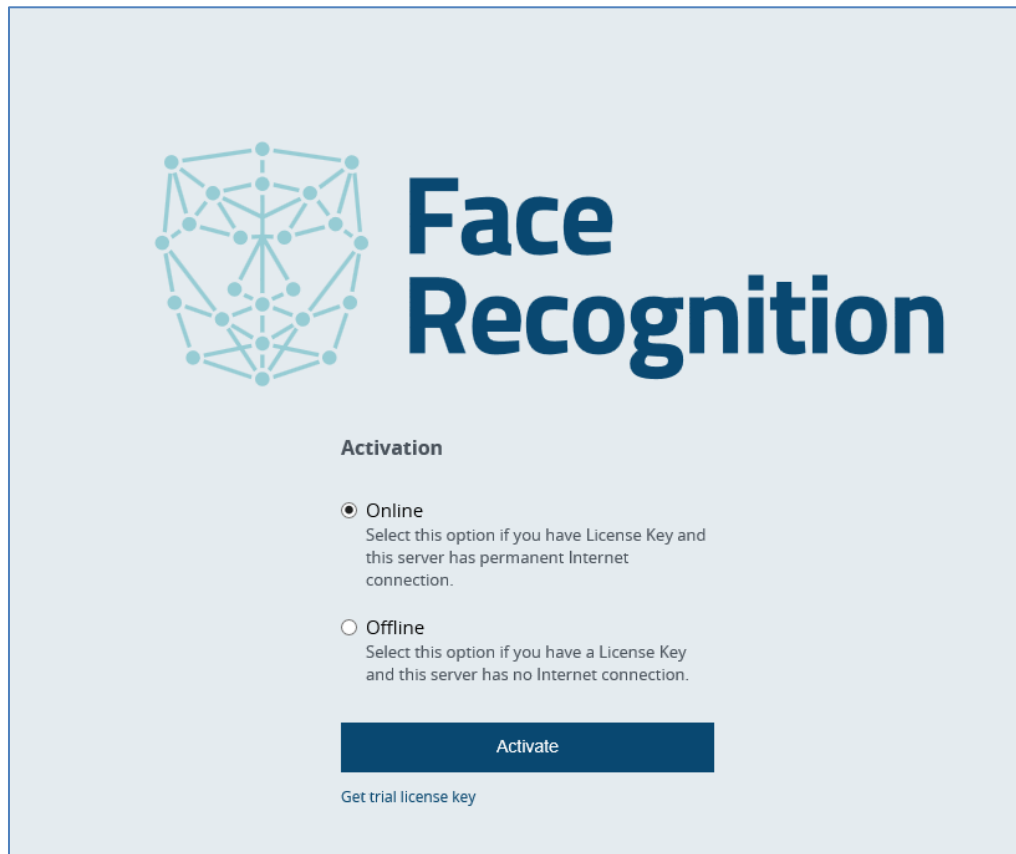 Face
Recognition
Activation
Online
Select this option if you have License Key and
this server has permanent Internet
connection.
Offline
Select this option if you have a License Key
and this server has no Internet connection.
Activate
Get trial license key